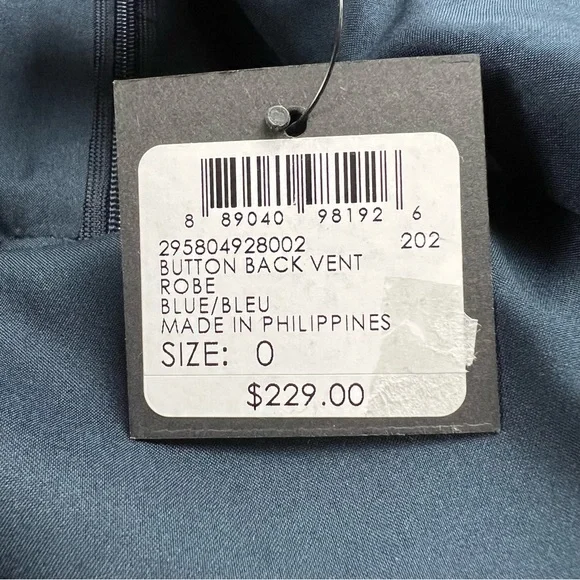 8 89040 98192 6
295804928002 202
BUTTON BACK VENT
ROBE
BLUE/BLEU
MADE IN PHILIPPINES
SIZE: 0
$229.00